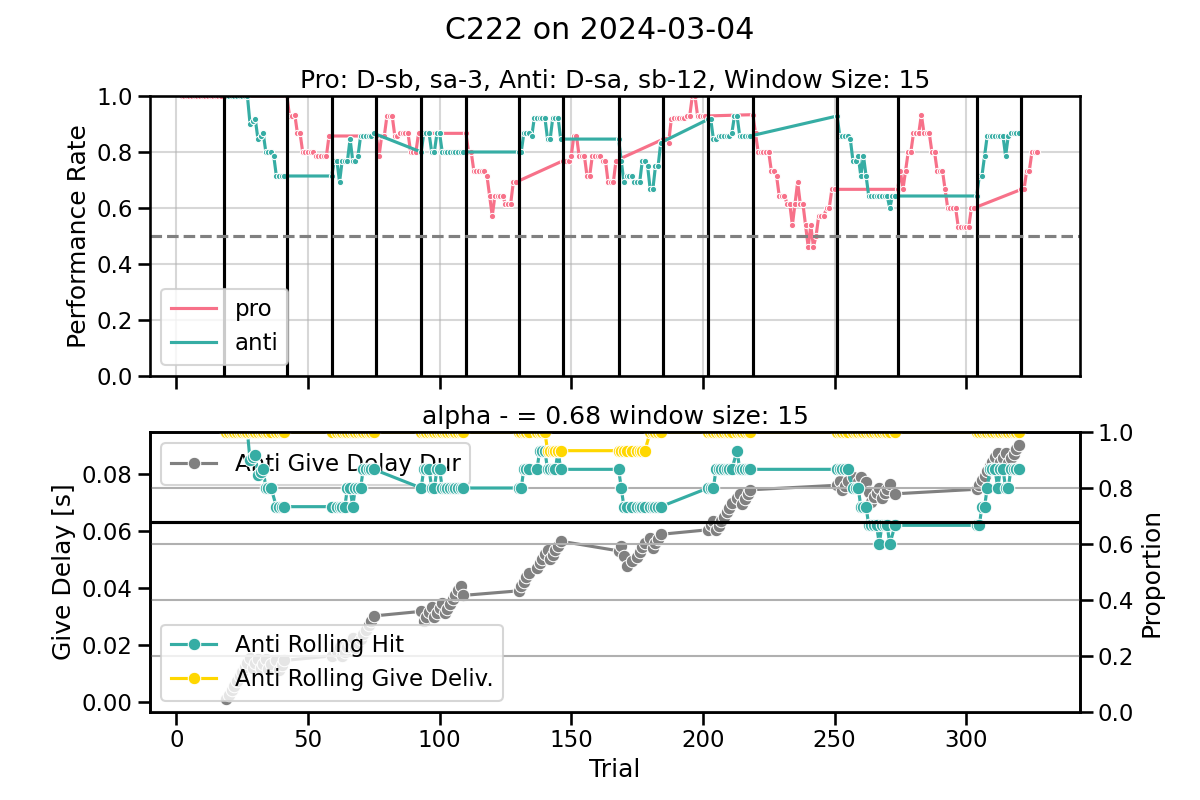 C222 on 2024-03-04
Pro: D-sb, sa-3, Anti: D-sa, sb-12, Window Size: 15
1.0
0.8
0.6
0.4
0.2
0.0
Performance Rate
pro
anti
alpha - = 0.68 window size: 15
0.08
0.06
0.04
0.02
0.00
Give Delay [s]
Anti Give Delay Dur
Anti Rolling Hit
Anti Rolling Give Deliv.
1.0
0.8
0.6
0.4
0.2
0.0
Proportion
0 50 100 150 200 250 300
Trial